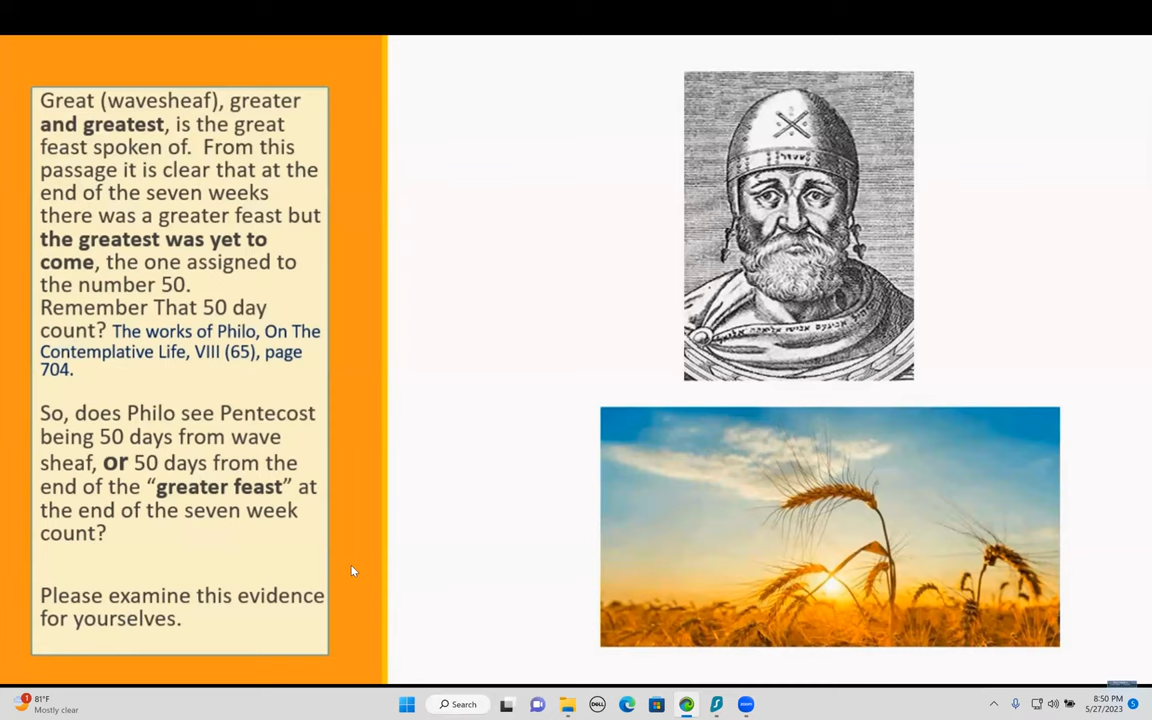 Great (wavesheaf), greater
and greatest, is the great
feast spoken of. From this
passage it is clear that at the
end of the seven weeks
there was a greater feast but
the greatest was yet to
come, the one assigned to
the number 50.
Remember That 50 day
count? The works of Philo, On The
Contemplative Life, VIII (65), page
704.
So, does Philo see Pentecost
being 50 days from wave
sheaf, or 50 days from the
end of the “greater feast” at
the end of the seven week
count?
Please examine this evidence
for yourselves.
81°F
Mostly clear
Search
8:50 PM
5/27/2023